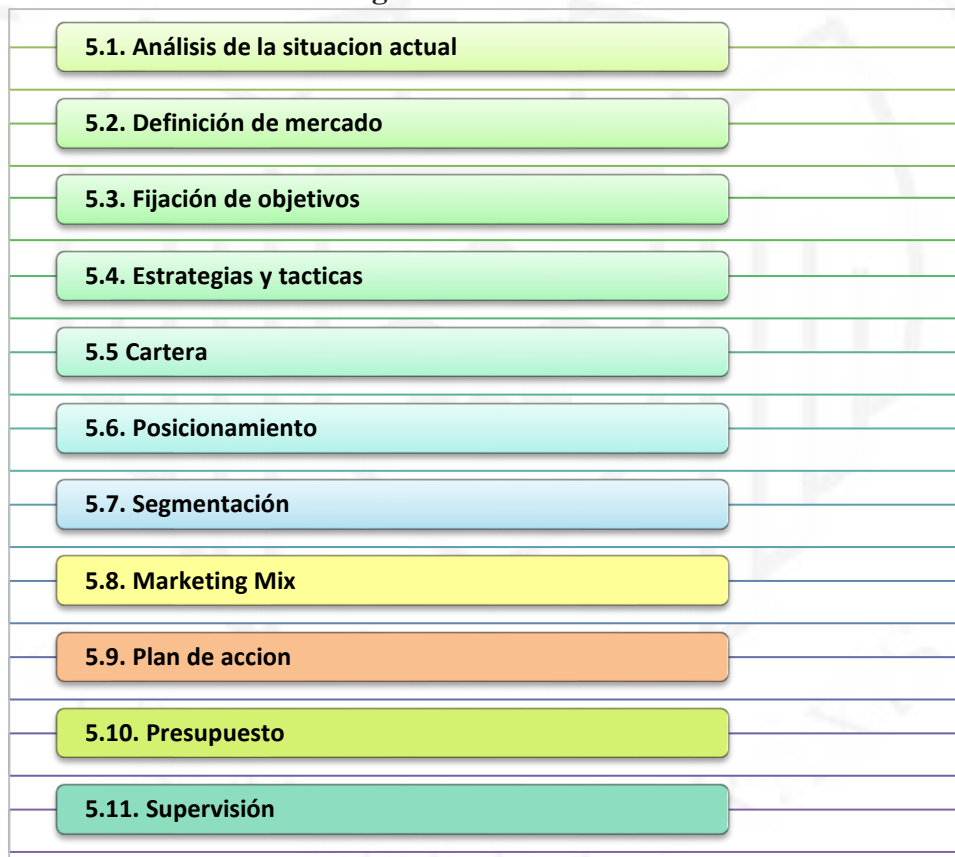 5.1. Análisis de la situacion actual
5.2. Definición de mercado
5.3. Fijación de objetivos
5.4. Estrategias y tacticas
5.5 Cartera
5.6. Posicionamiento
5.7. Segmentación
5.8. Marketing Mix
5.9. Plan de accion
5.10. Presupuesto
5.11. Supervisión